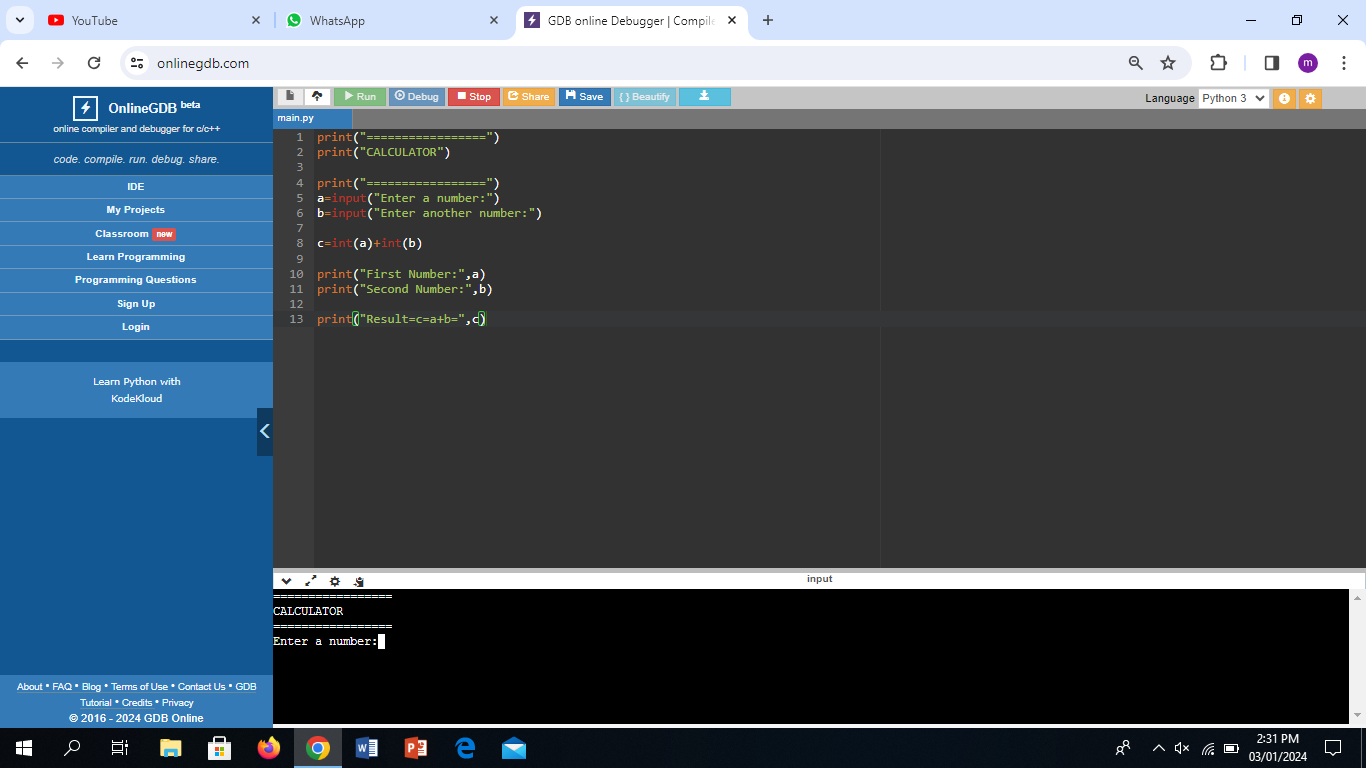 YouTube
WhatsApp
GDB online Debugger | Compile
onlinegdb.com
m
OnlineGDB beta
online compiler and debugger for c/c++
code. compile. run. debug. share.
IDE
My Projects
Classroom new
Learn Programming
Programming Questions
Sign Up
Login
Learn Python with
KodeKloud
About • FAQ • Blog • Terms of Use • Contact Us • GDB
Tutorial • Credits • Privacy
© 2016 - 2024 GDB Online
Run Debug Stop Share Save { } Beautify
Language Python 3
main.py
1 print("=================")
2 print("CALCULATOR")
3
4 print("=================")
5 a=input("Enter a number:")
6 b=input("Enter another number:")
7
8 c=int(a)+int(b)
9
10 print("First Number:",a)
11 print("Second Number:",b)
12
13 print("Result=c=a+b=",c)
input
=================
CALCULATOR
=================
Enter a number:
2:31 PM
03/01/2024